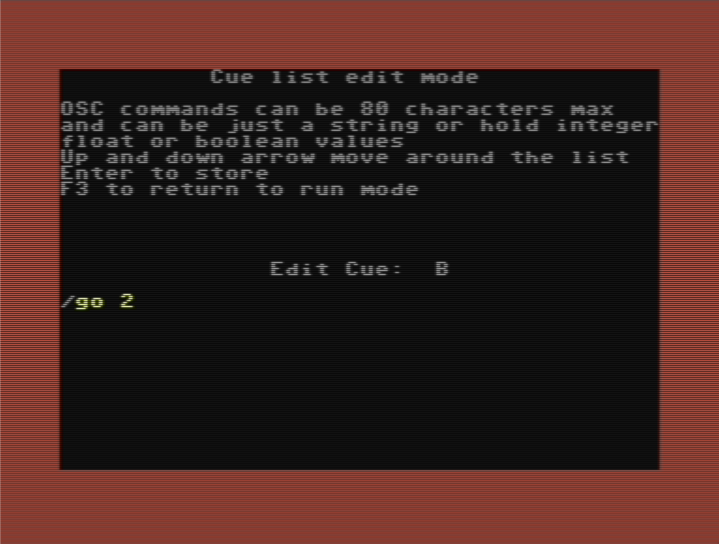 Cue list edit mode
OSC commands can be 80 characters max
and can be just a string or hold integer
float or boolean values
Up and down arrow move around the list
Enter to store
F3 to return to run mode
Edit Cue: B
/go 2